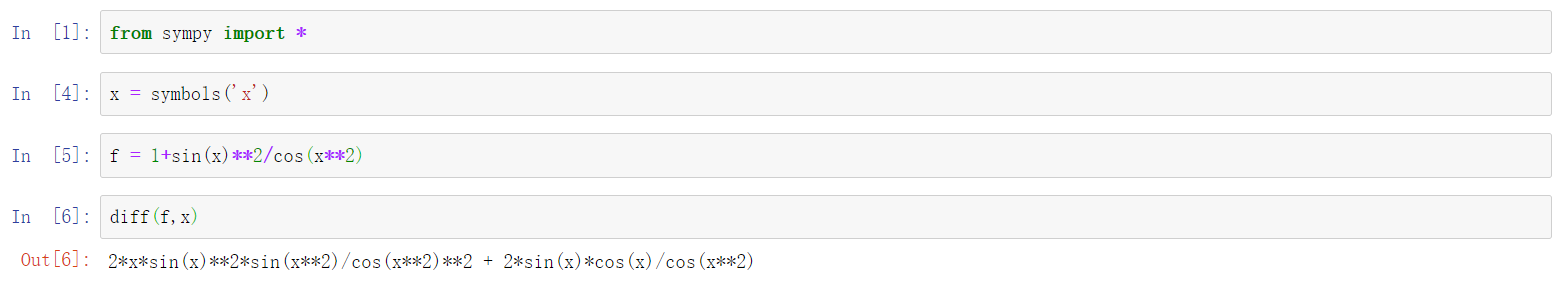 In [1]: from sympy import *
In [4]: x = symbols('x')
In [5]: f = 1+sin(x)**2/cos(x**2)
In [6]: diff(f,x)
Out[6]: 2*x*sin(x)**2*sin(x**2)/cos(x**2)**2 + 2*sin(x)*cos(x)/cos(x**2)